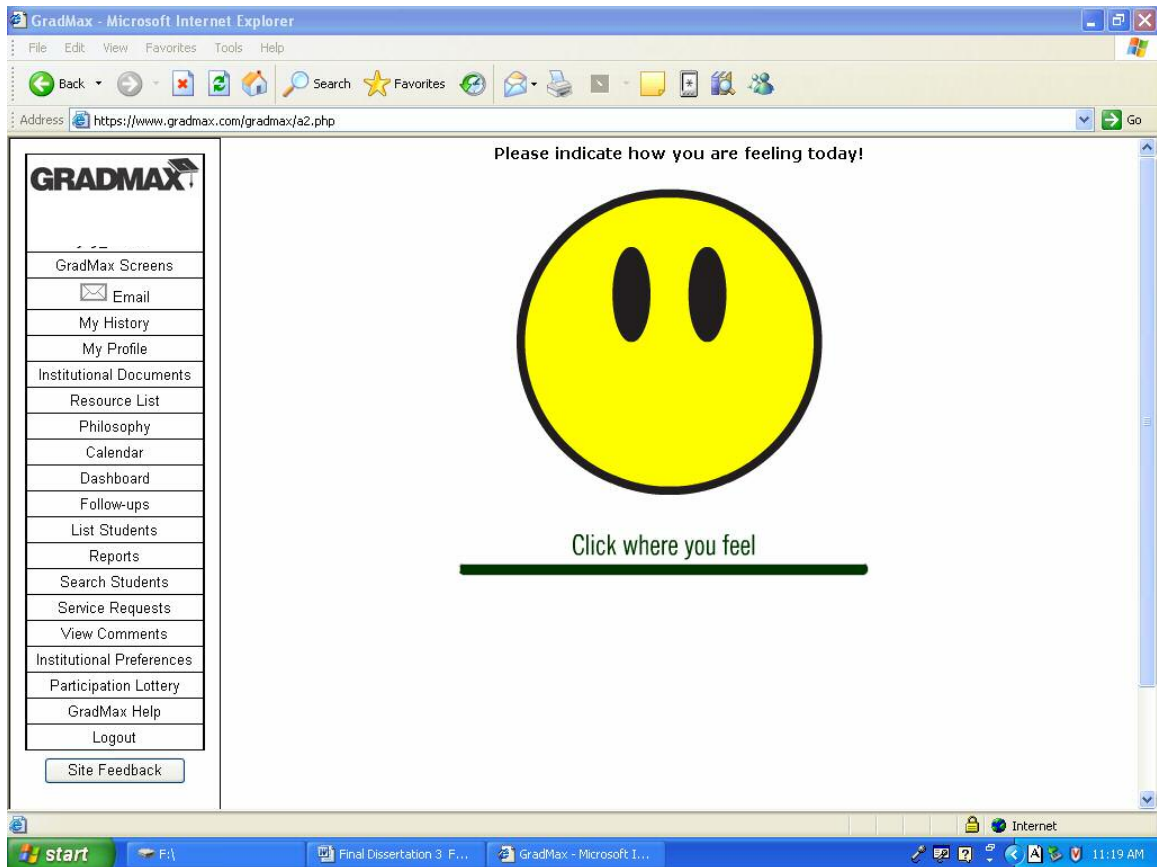 GradMax - Microsoft Internet Explorer
File Edit View Favorites Tools Help
Back Search Favorites
Address https://www.gradmax.com/gradmax/a2.php Go
Please indicate how you are feeling today!
GRADMAX
GradMax Screens
Email
My History
My Profile
Institutional Documents
Resource List
Philosophy
Calendar
Dashboard
Follow-ups
List Students
Reports
Search Students
Service Requests
View Comments
Institutional Preferences
Participation Lottery
GradMax Help
Logout
Site Feedback
Click where you feel
Internet
start F:\ Final Dissertation 3 F... GradMax - Microsoft I... 11:19 AM